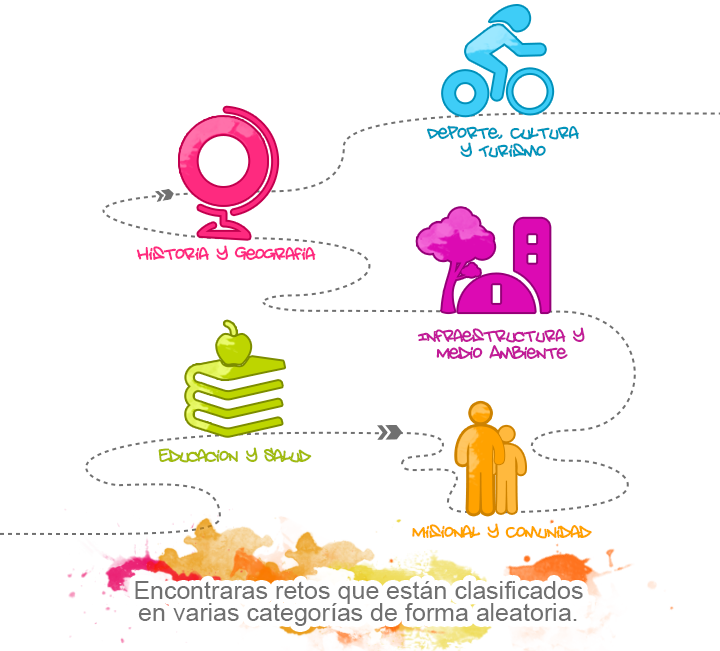 Deporte, Cultura
y Turismo
Historia y Geografia
Infraestructura y
Medio Ambiente
Educacion y Salud
Misional y Comunidad
Encontraras retos que están clasificados
en varias categorías de forma aleatoria.